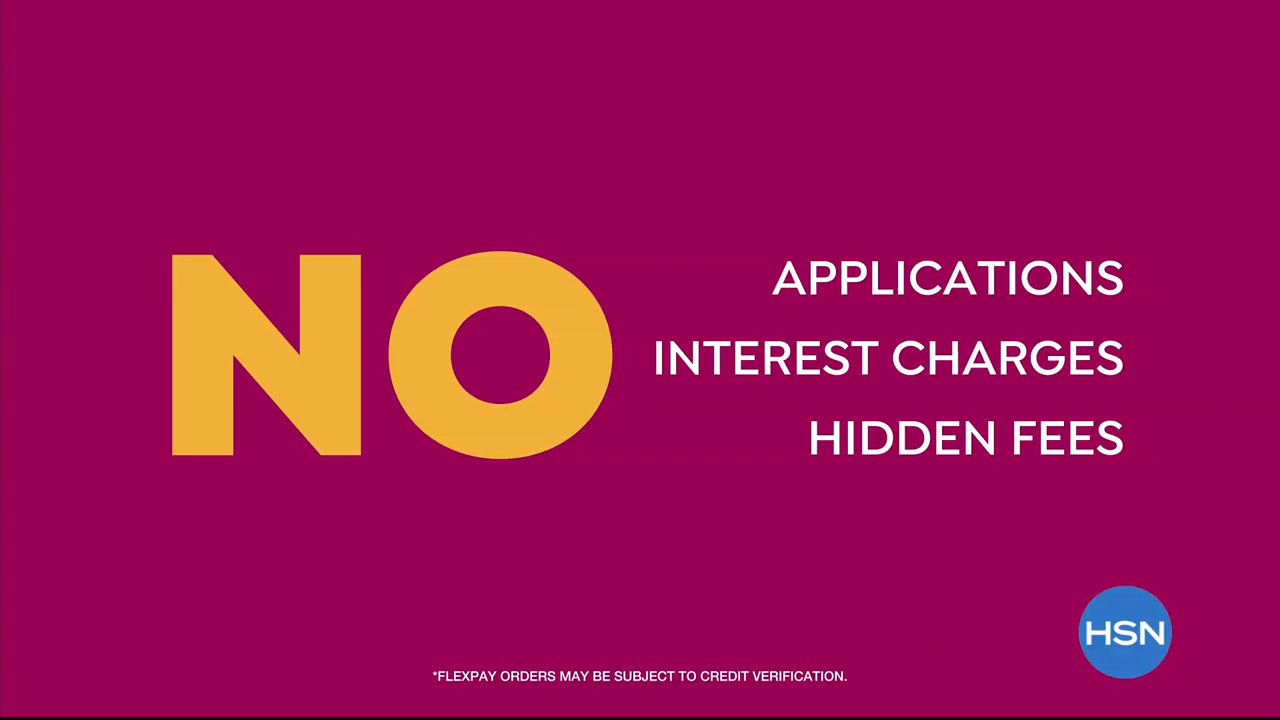 NO
APPLICATIONS
INTEREST CHARGES
HIDDEN FEES
HSN
*FLEXPAY ORDERS MAY BE SUBJECT TO CREDIT VERIFICATION.